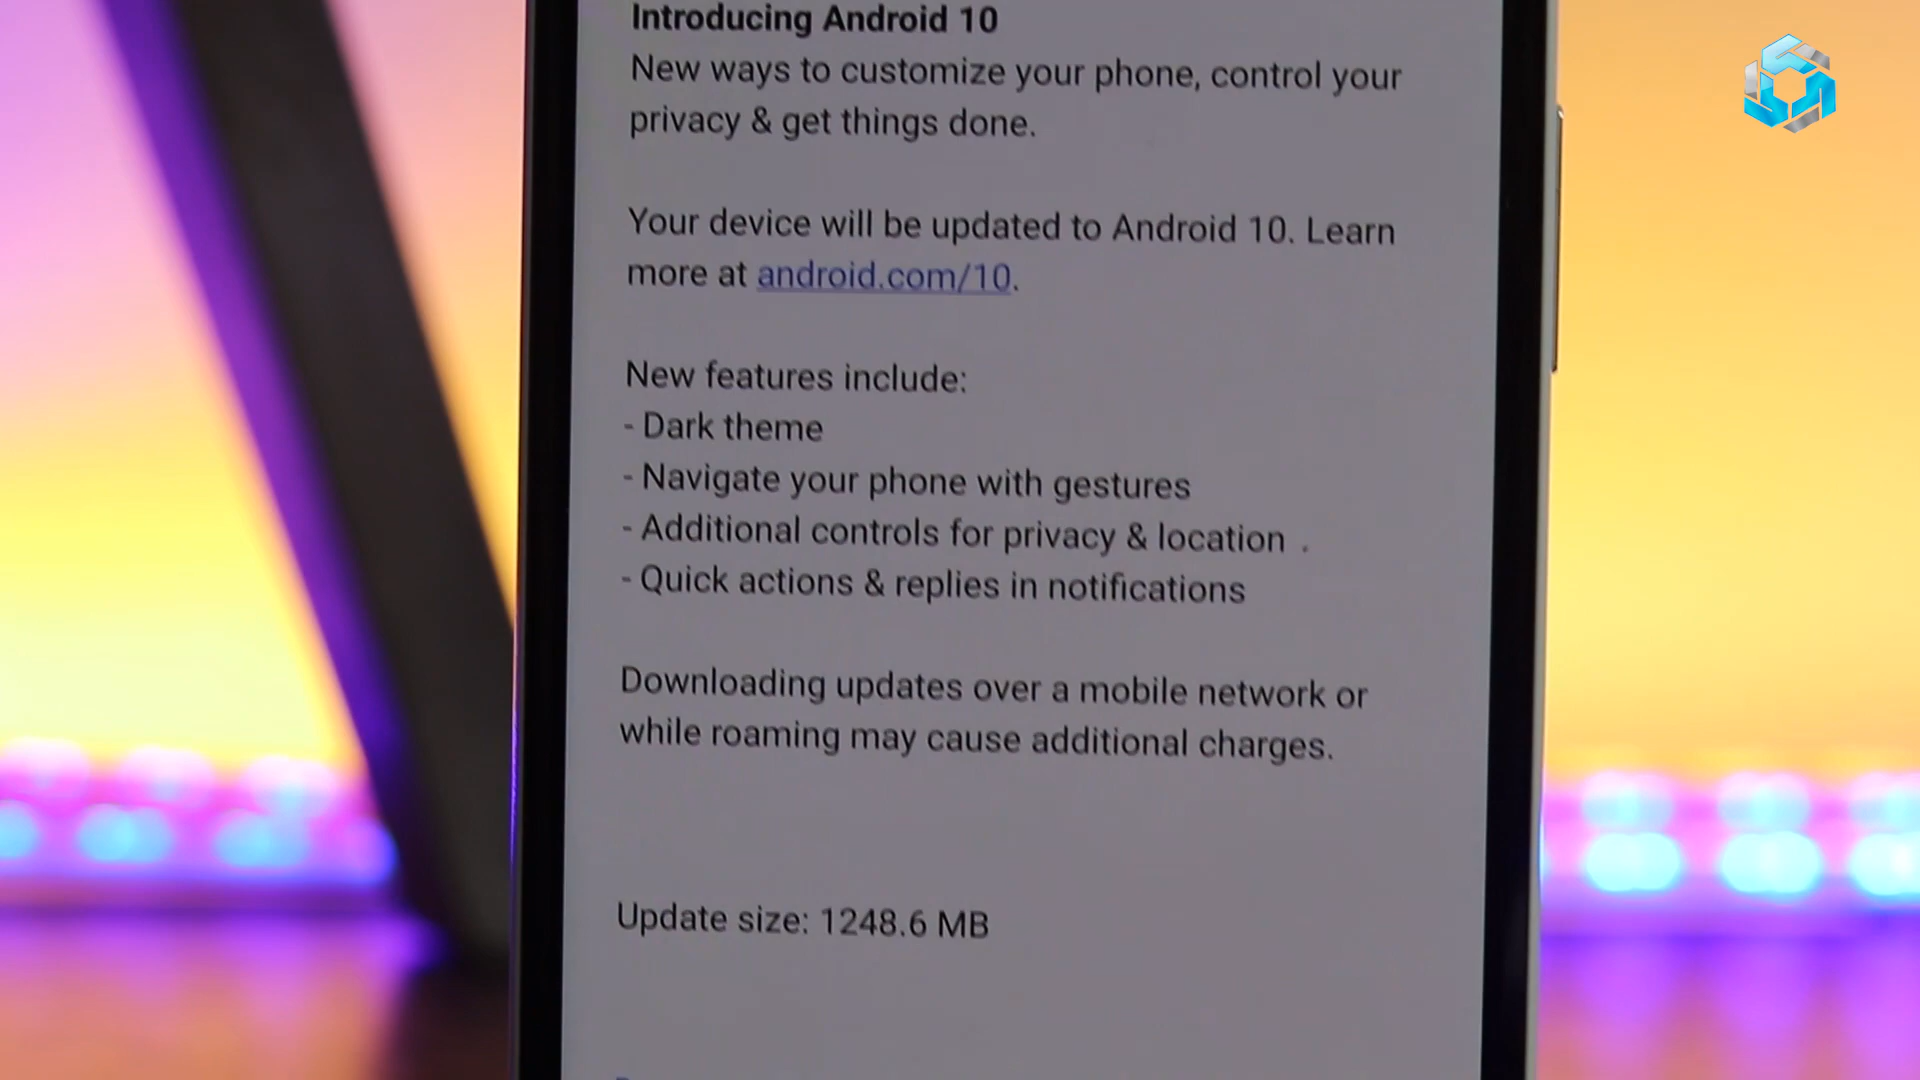 Introducing Android 10
New ways to customize your phone, control your
privacy & get things done.
Your device will be updated to Android 10. Learn
more at android.com/10.
New features include:
- Dark theme
- Navigate your phone with gestures
- Additional controls for privacy & location .
- Quick actions & replies in notifications
Downloading updates over a mobile network or
while roaming may cause additional charges.
Update size: 1248.6 MB